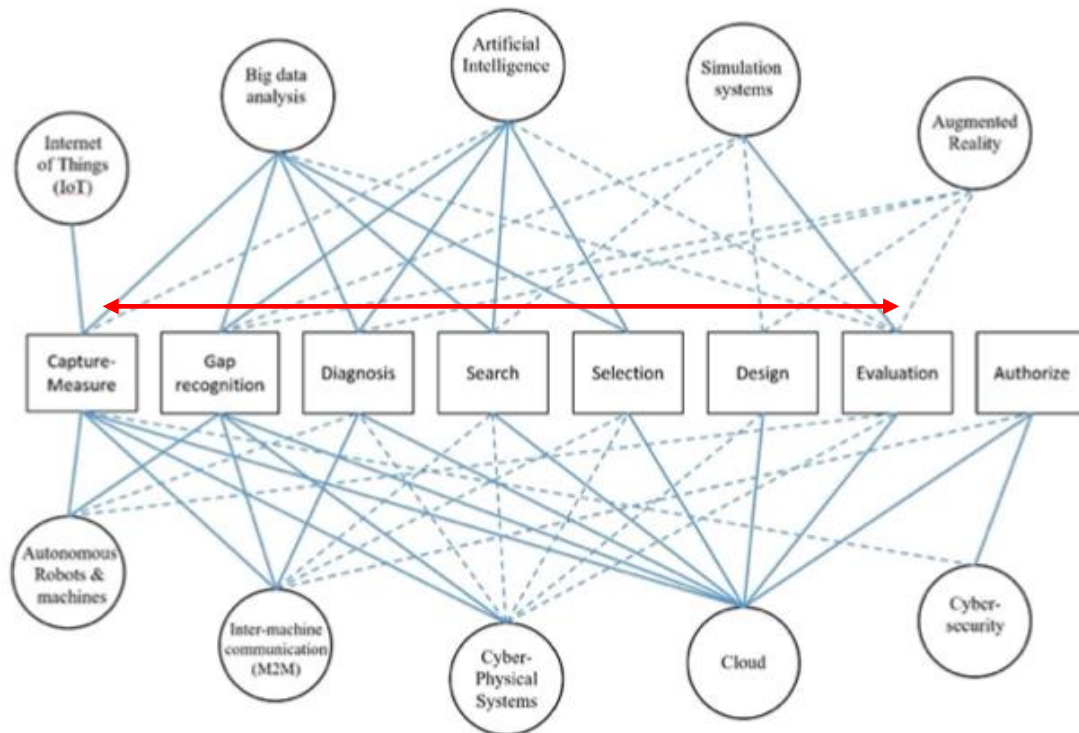 Artificial
Intelligence
Big data
analysis
Simulation
systems
Internet
of Things
(IoT)
Augmented
Reality
Capture-
Measure
Gap
recognition
Diagnosis
Search
Selection
Design
Evaluation
Authorize
Autonomous
Robots &
machines
Inter-machine
communication
(M2M)
Cyber-
Physical
Systems
Cloud
Cyber-
security